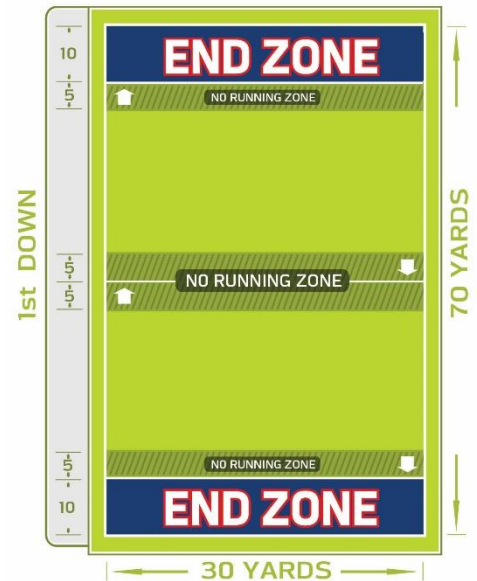 10
END ZONE
5
NO RUNNING ZONE
1st DOWN
70 YARDS
5
NO RUNNING ZONE
5
5
NO RUNNING ZONE
10
END ZONE
30 YARDS